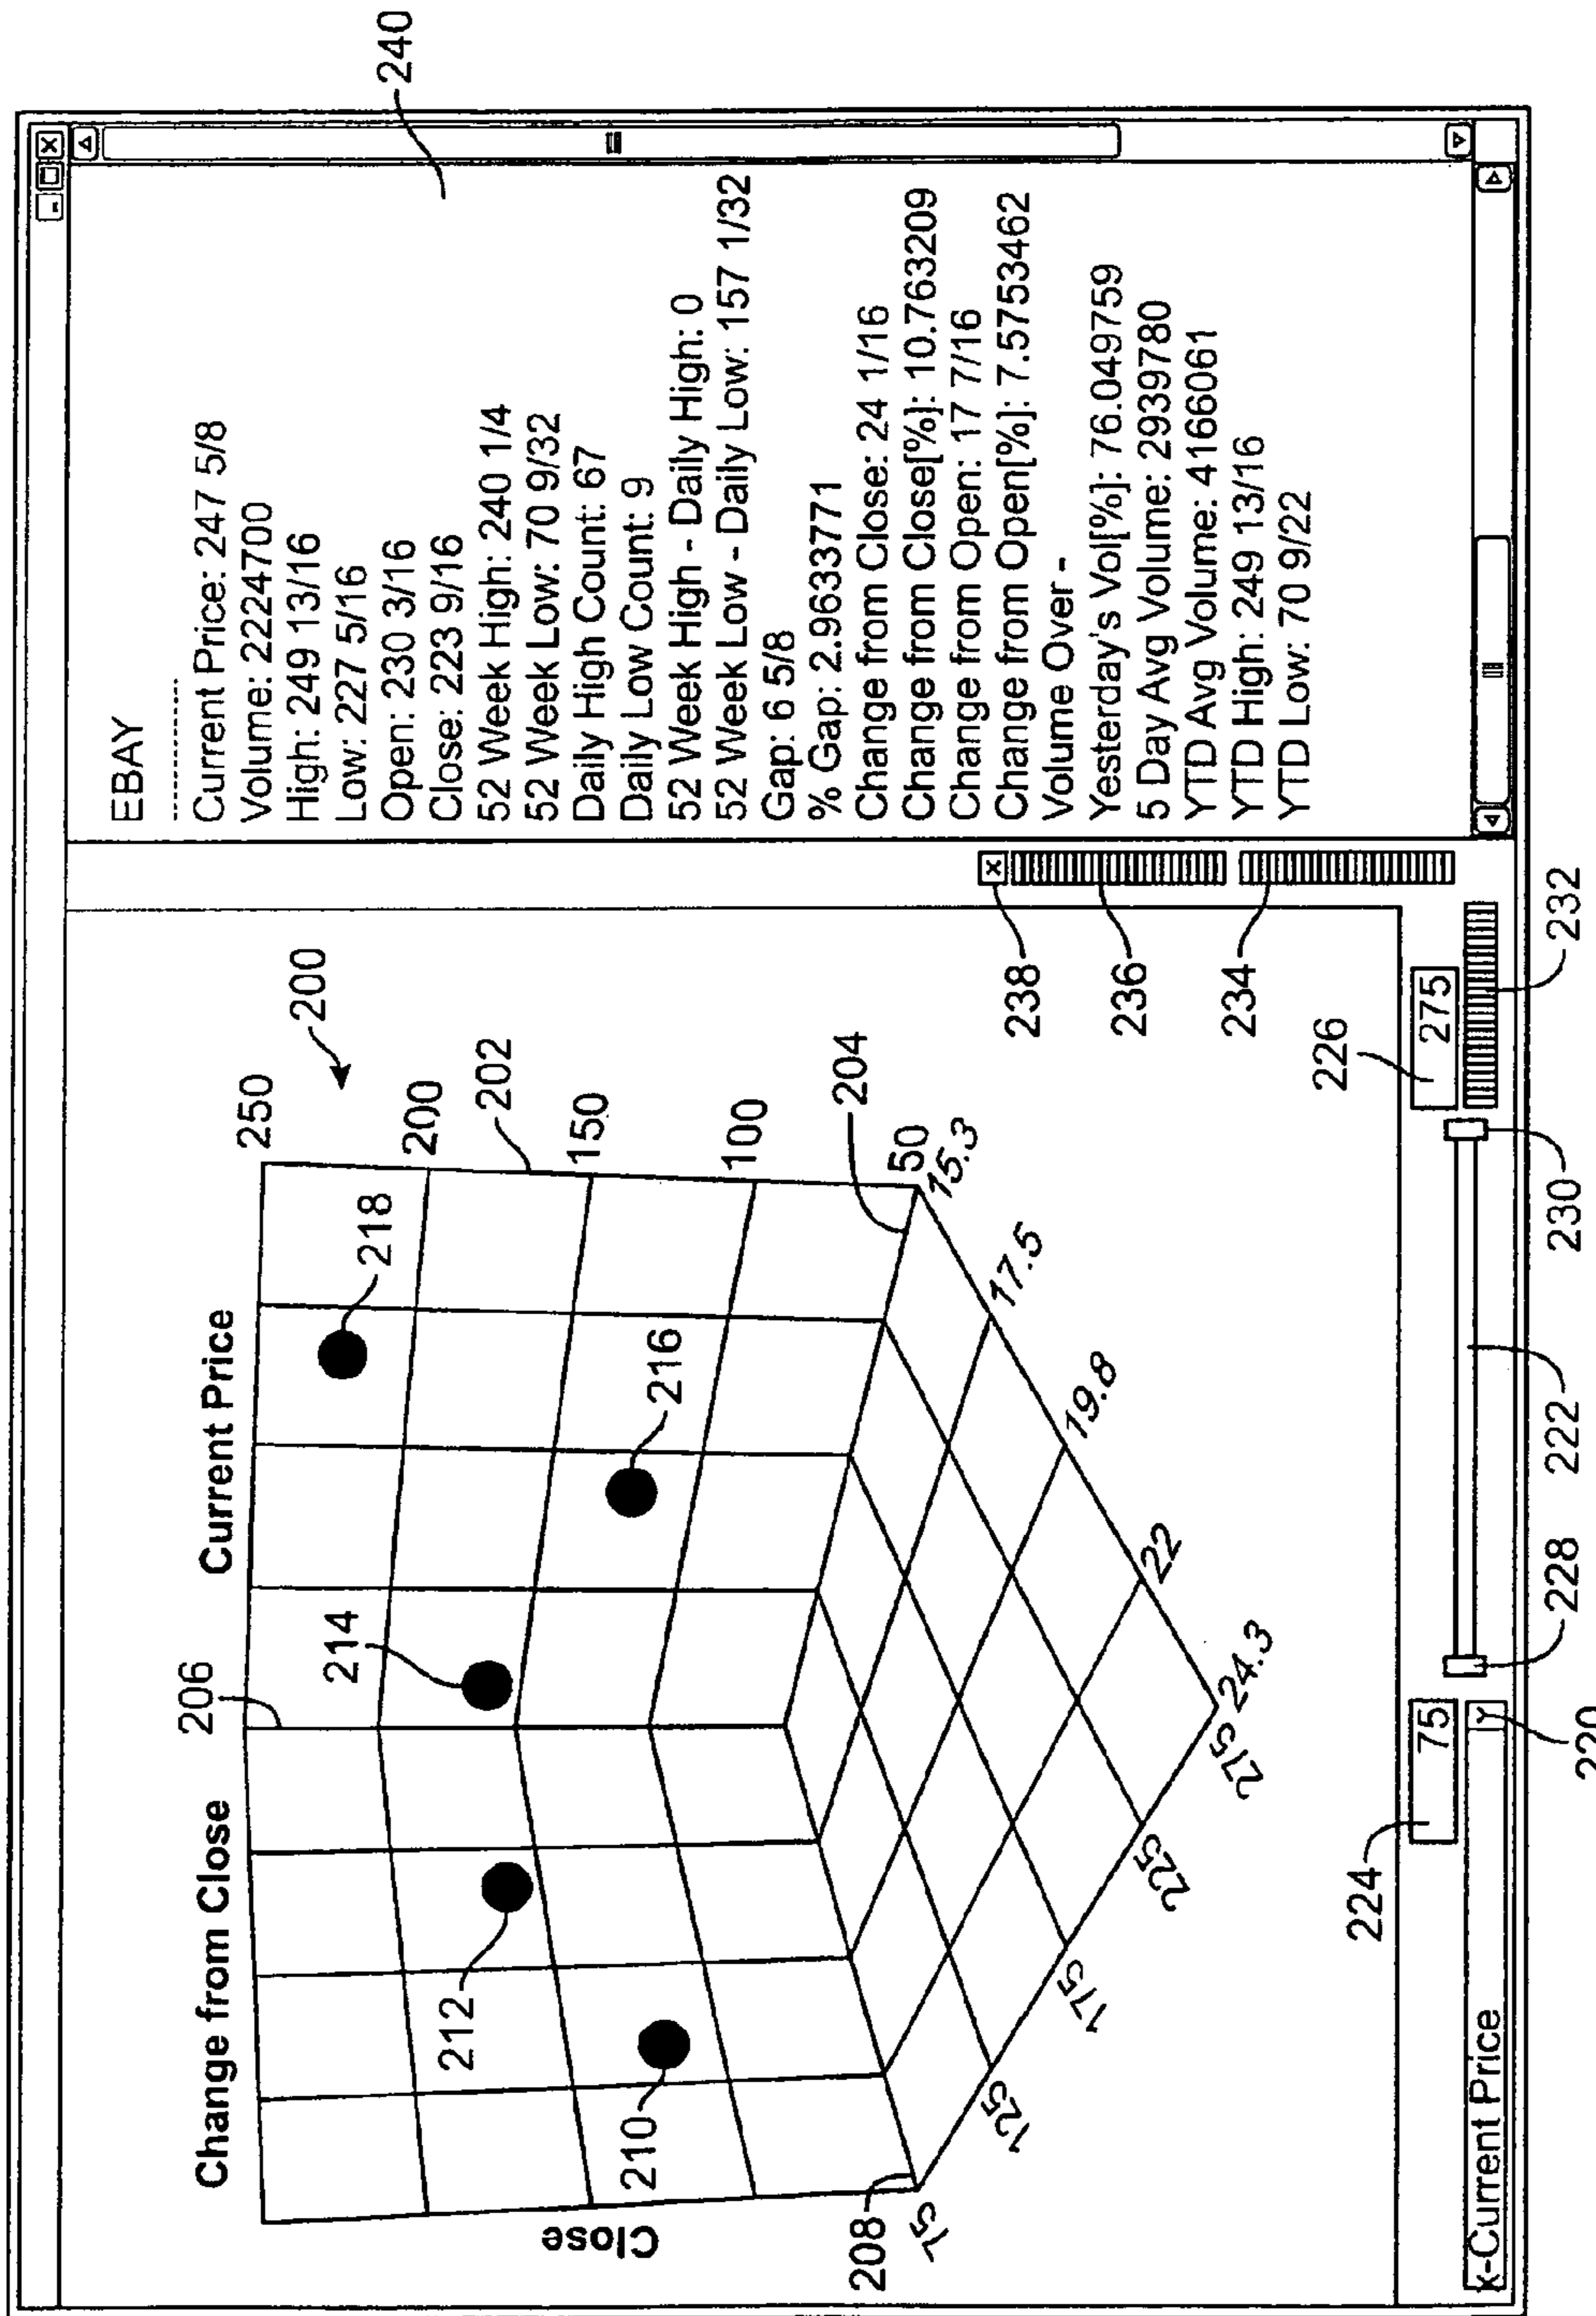 Change from Close
Current Price
Close
206
200
250
200
150
100
50
202
204
208
210
212
214
216
218
75
125
175
225
275
24.3
22
19.8
17.5
15.3
EBAY
--------------
Current Price: 247 5/8
Volume: 2224700
High: 249 13/16
Low: 227 5/16
Open: 230 3/16
Close: 223 9/16
52 Week High: 240 1/4
52 Week Low: 70 9/32
Daily High Count: 67
Daily Low Count: 9
52 Week High - Daily High: 0
52 Week Low - Daily Low: 157 1/32
Gap: 6 5/8
% Gap: 2.9633771
Change from Close: 24 1/16
Change from Close[%]: 10.763209
Change from Open: 17 7/16
Change from Open[%]: 7.5753462
Volume Over -
Yesterday's Vol[%]: 76.049759
5 Day Avg Volume: 2939780
YTD Avg Volume: 4166061
YTD High: 249 13/16
YTD Low: 70 9/22
240
238
236
234
224
75
226
275
x-Current Price
Y
220
228
222
230
232